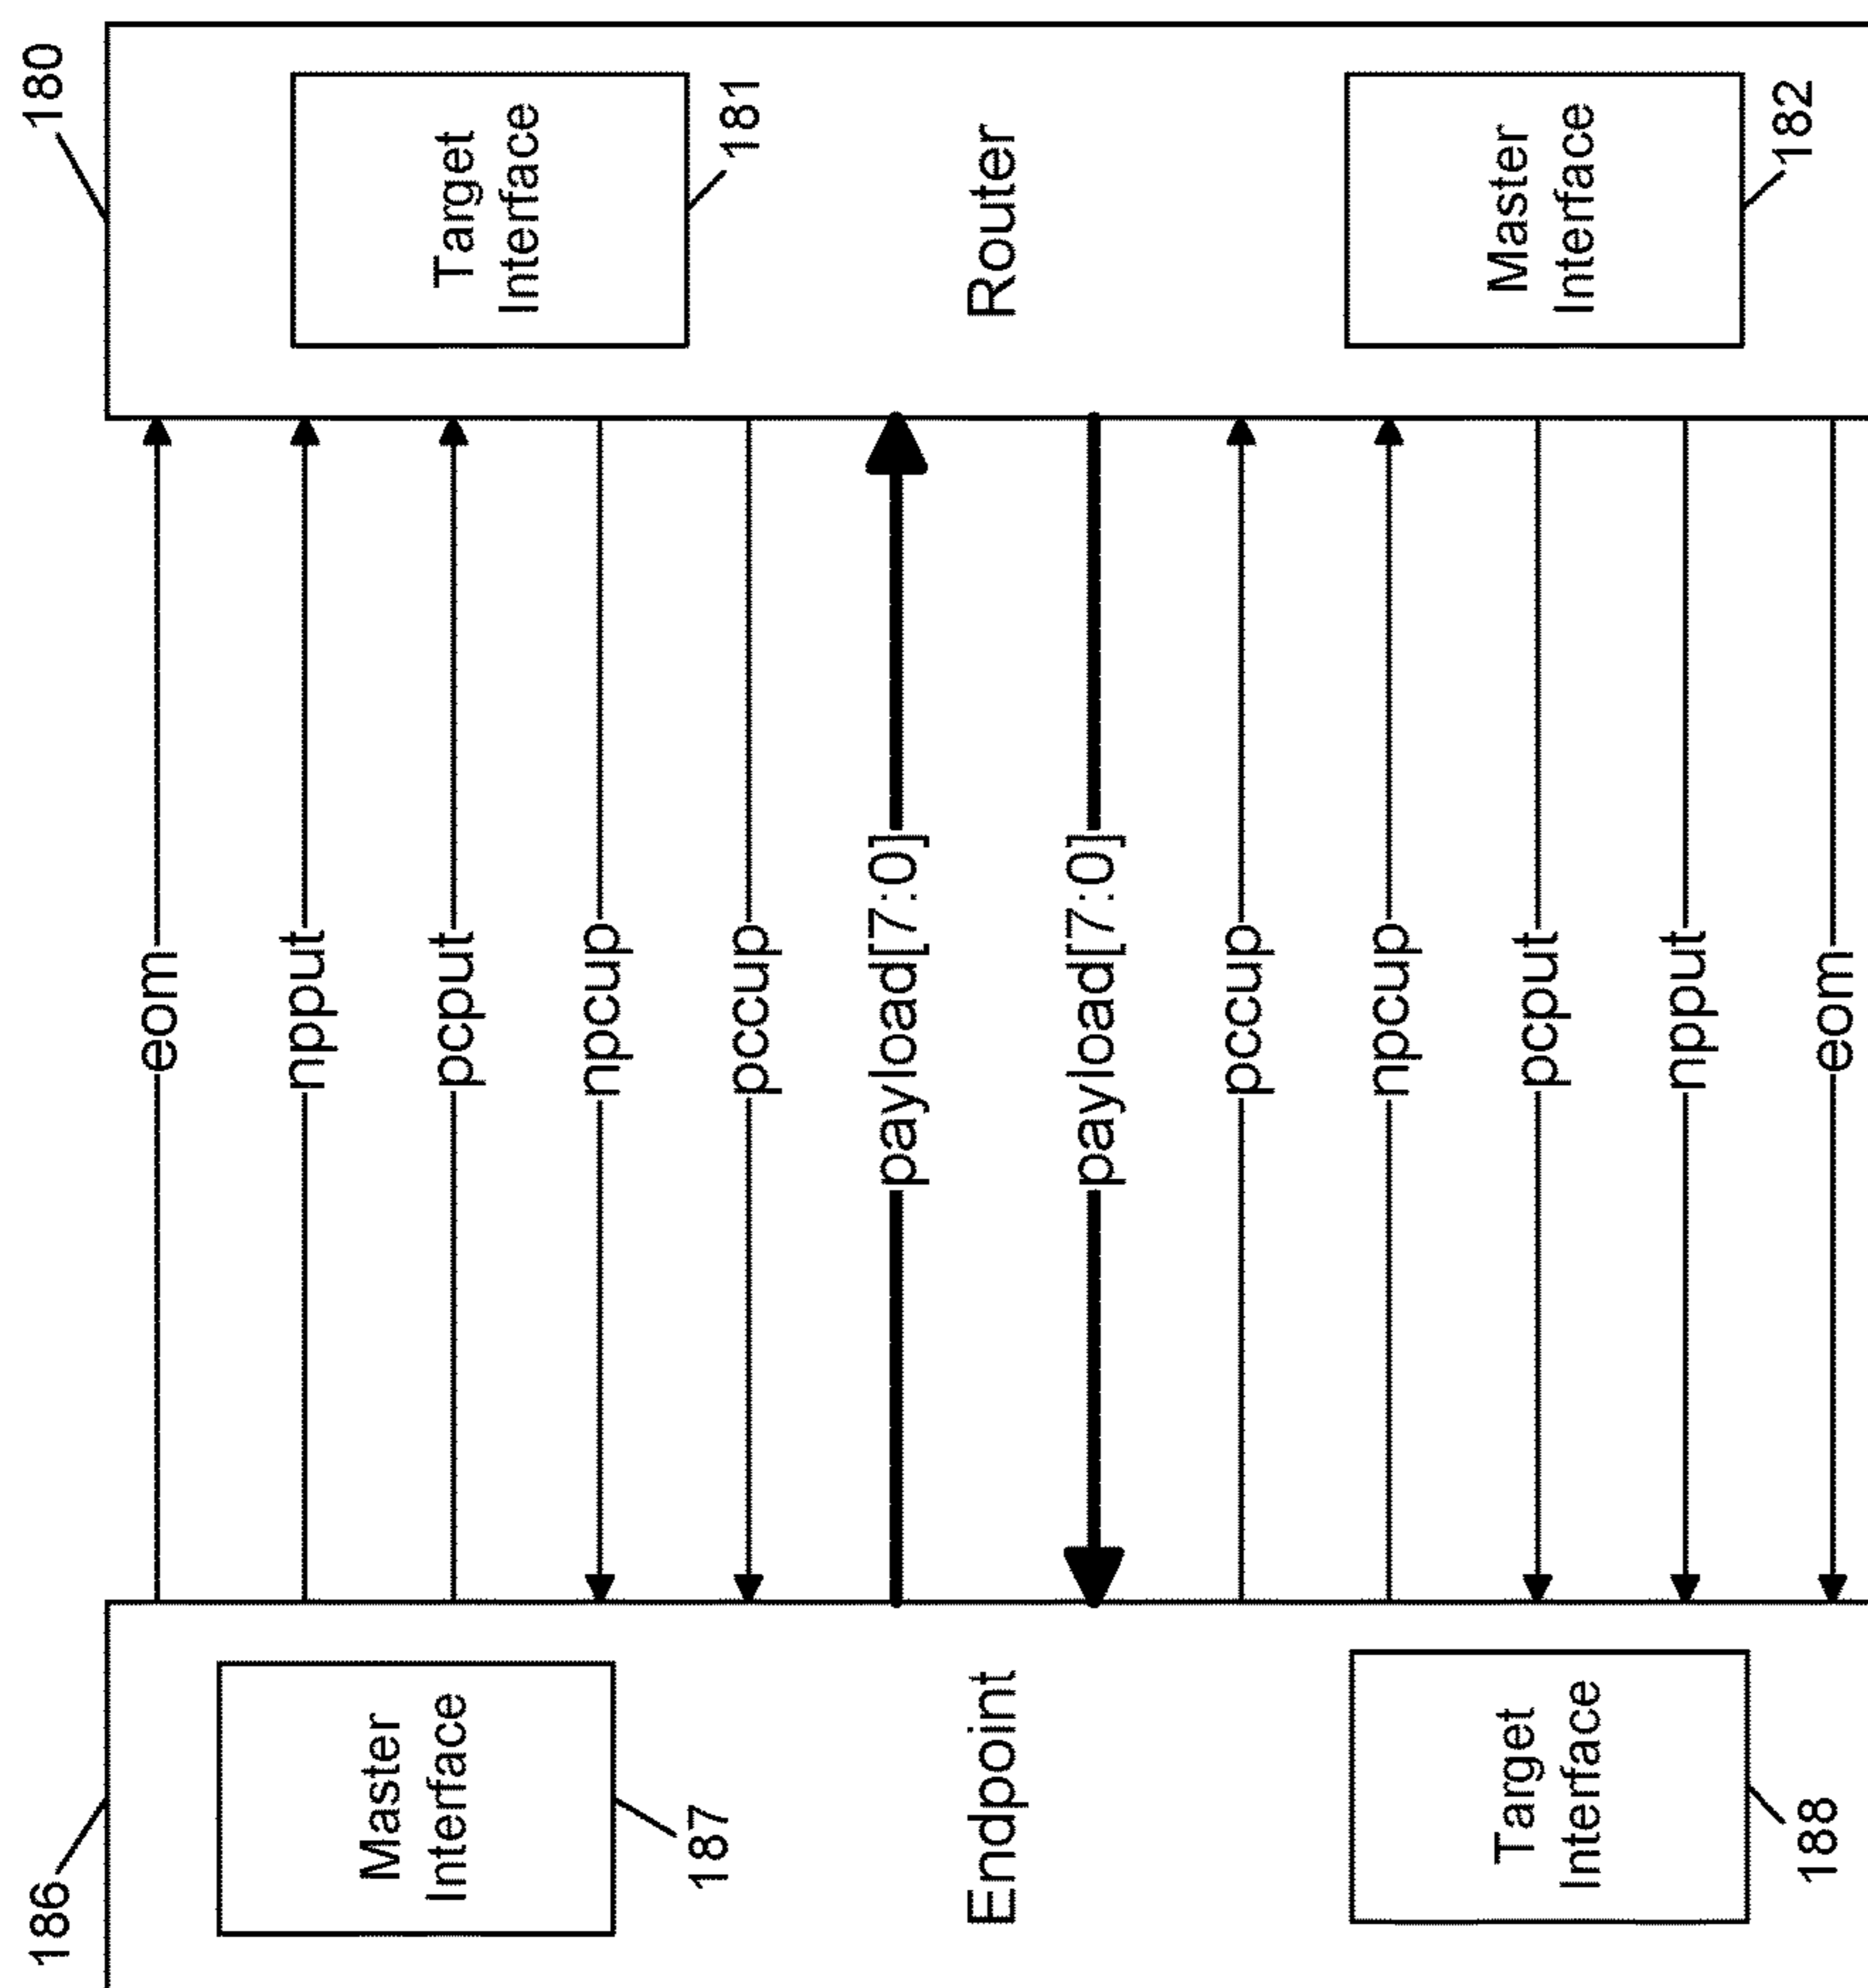 186
Master
Interface
187
Endpoint
Target
Interface
188
eom
npput
pcput
npcup
pccup
payload[7:0]
payload[7:0]
pccup
npcup
pcput
npput
eom
180
Target
Interface
181
Router
Master
Interface
182